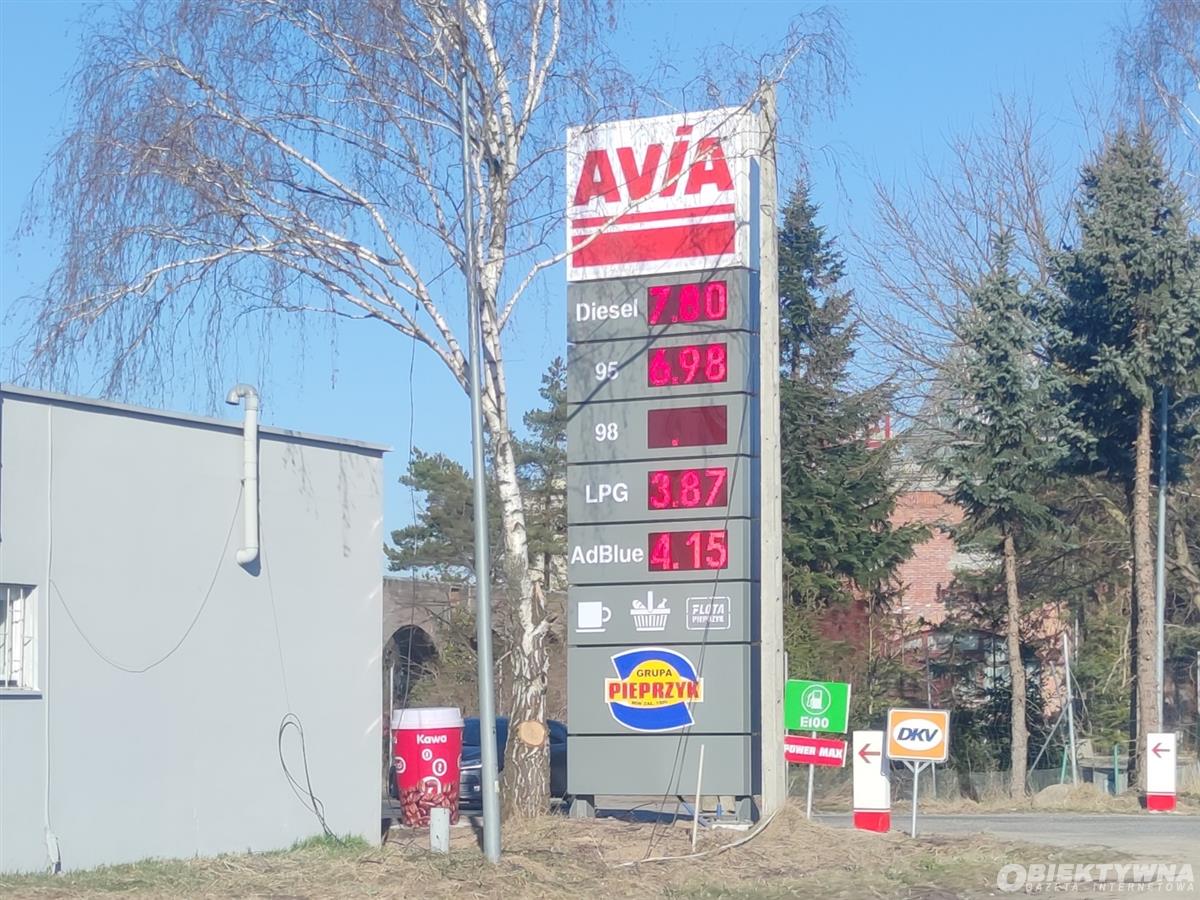 AVIA
Diesel 7.80
95 6.98
98 .
LPG 3.87
AdBlue 4.15
FLOTA
PIEPRZYK
GRUPA
PIEPRZYK
Kawa
E100
POWER MAX
DKV
OBIEKTYWNA
GAZETA INTERNETOWA